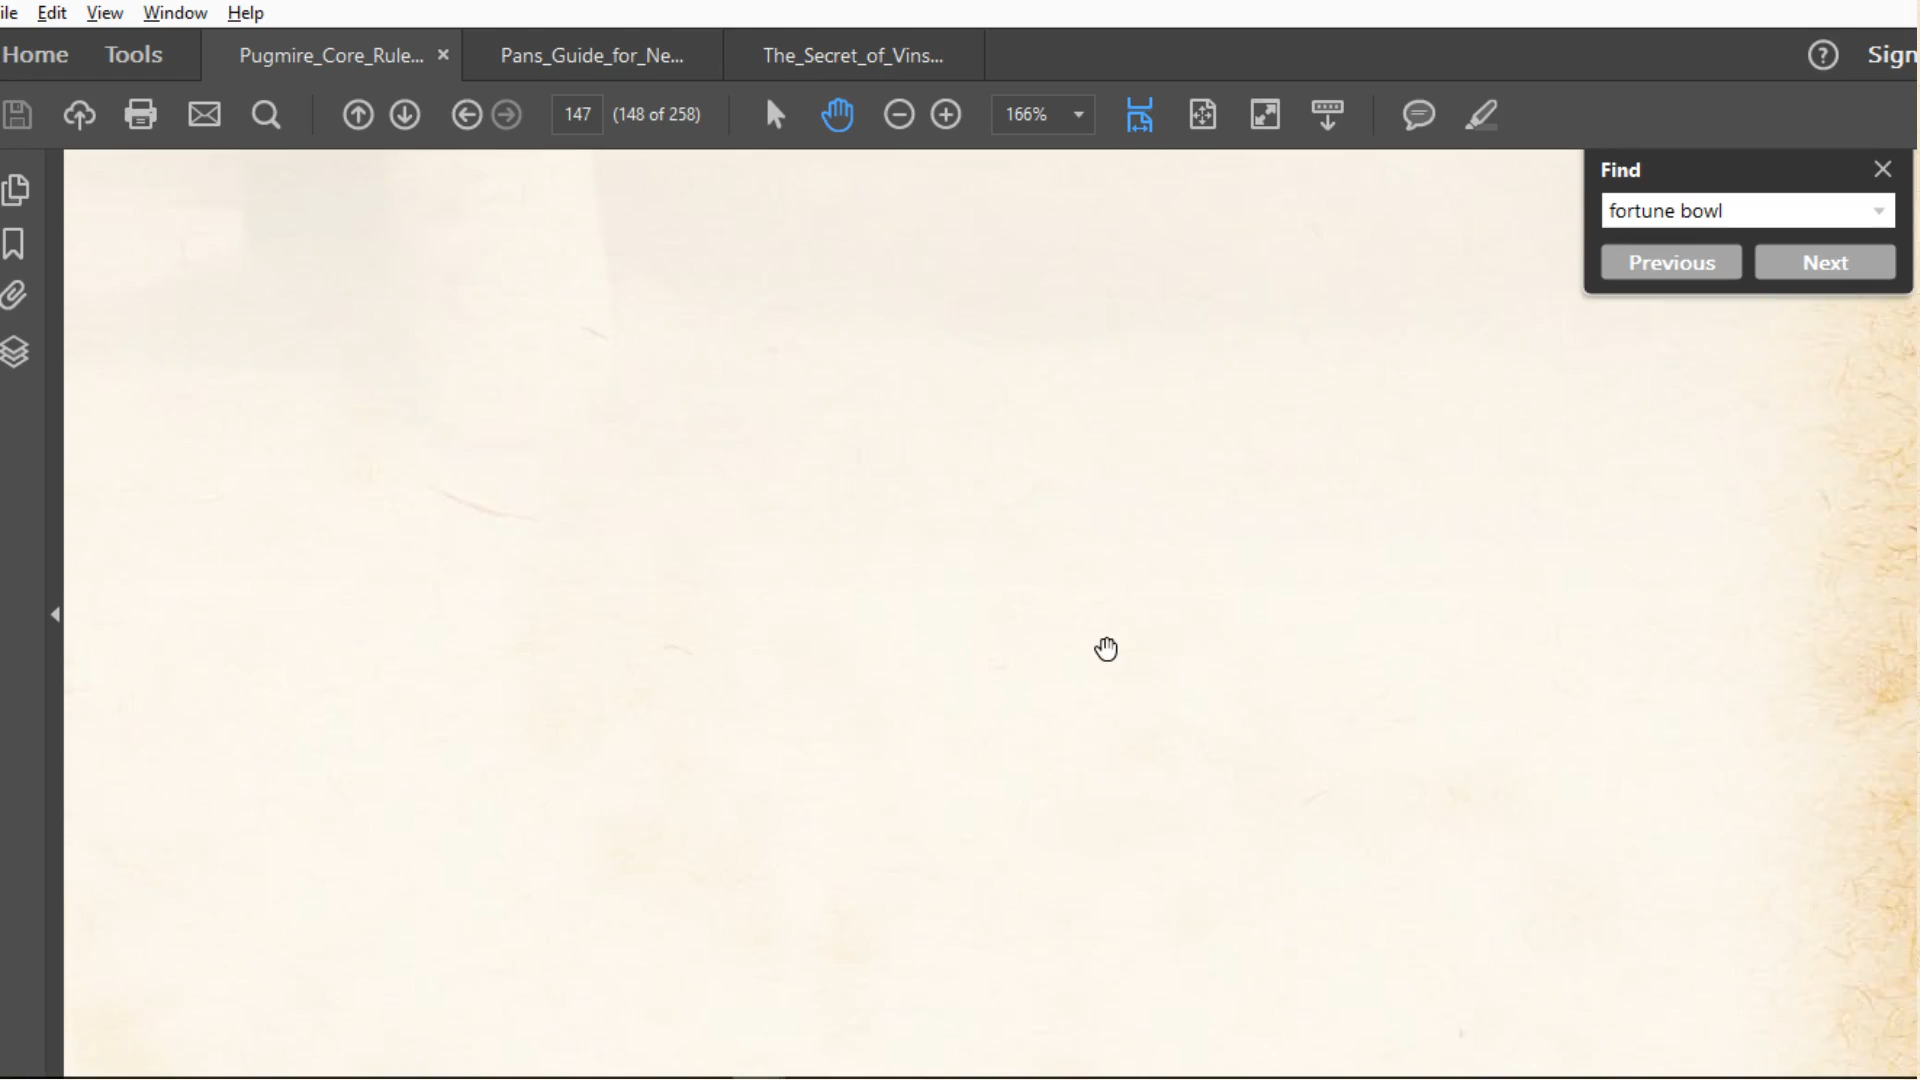 ile Edit View Window Help
Home Tools Pugmire_Core_Rule... × Pans_Guide_for_Ne... The_Secret_of_Vins... ? Sign
147 (148 of 258) 166%
Find
fortune bowl
Previous Next